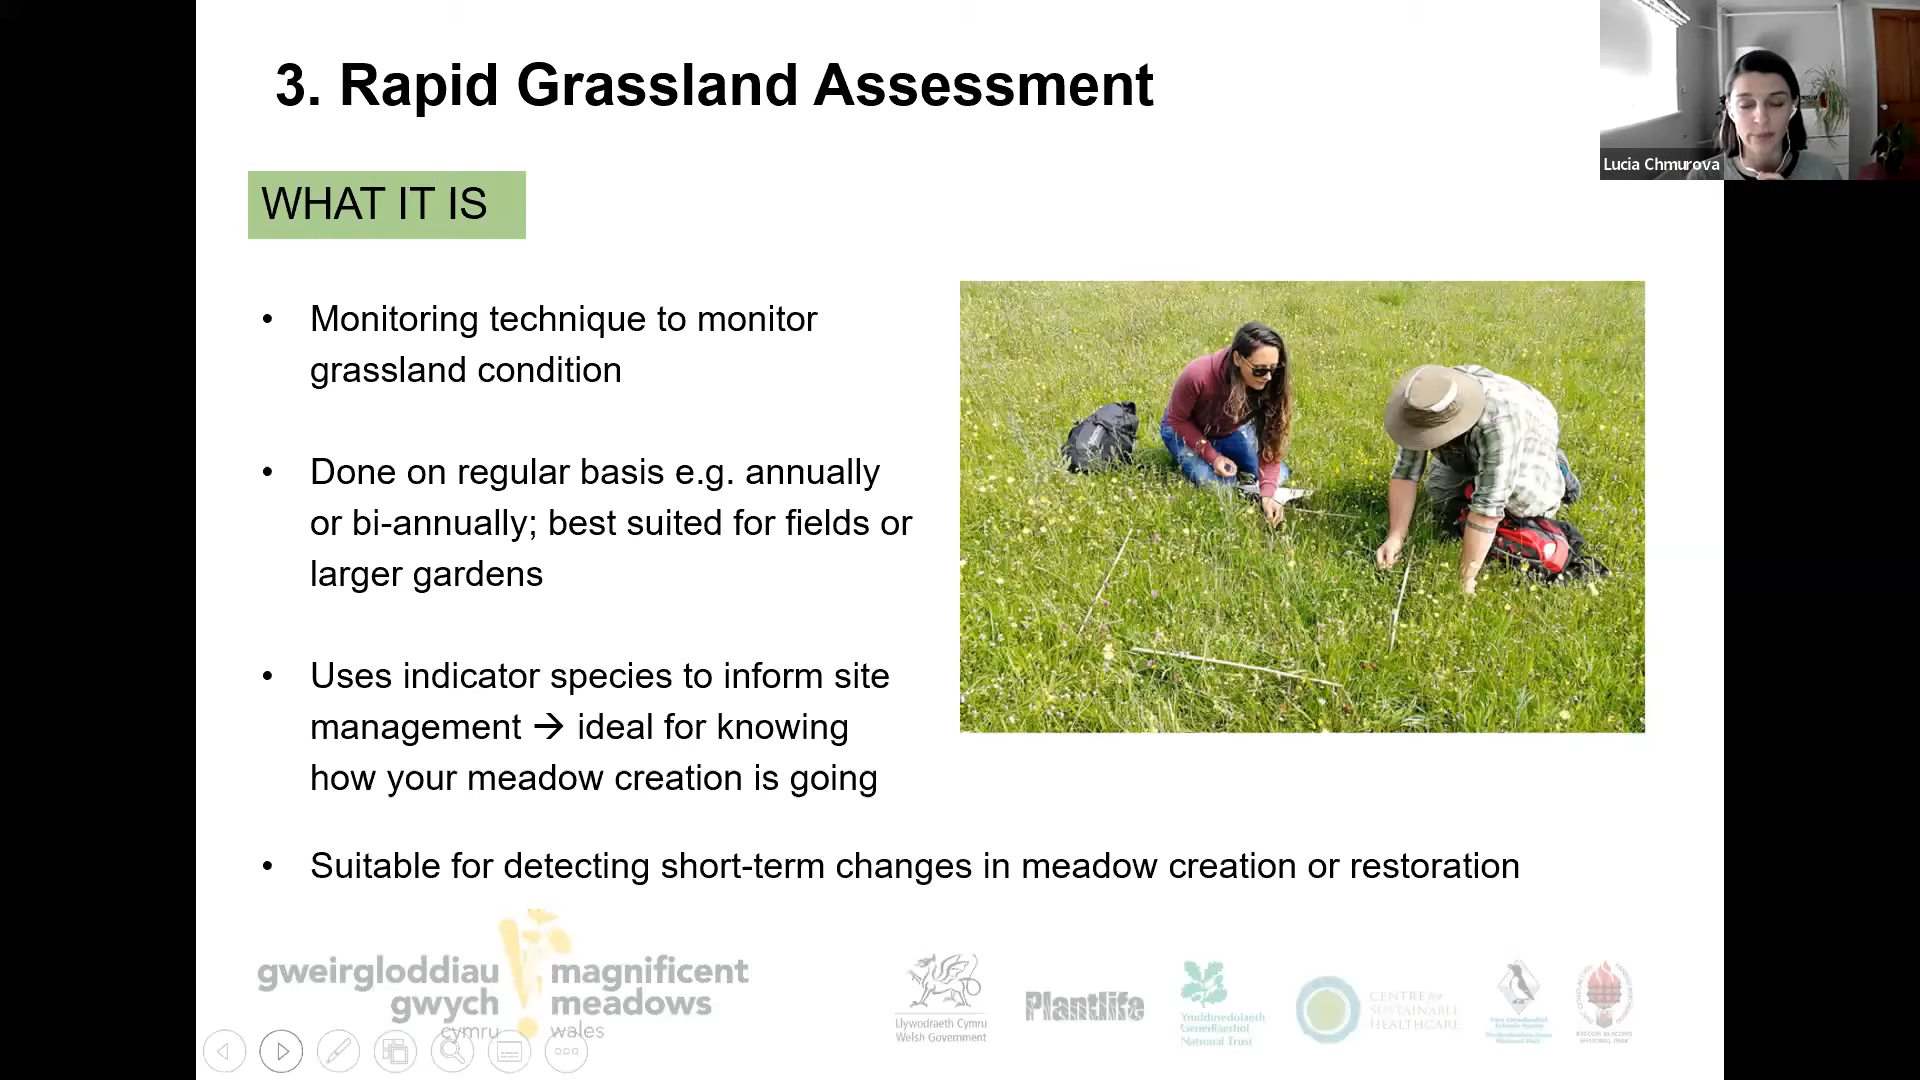 3. Rapid Grassland Assessment
Lucia Chmurova
WHAT IT IS
• Monitoring technique to monitor
grassland condition
• Done on regular basis e.g. annually
or bi-annually; best suited for fields or
larger gardens
• Uses indicator species to inform site
management → ideal for knowing
how your meadow creation is going
• Suitable for detecting short-term changes in meadow creation or restoration
gweirgloddiau
gwych
cymru
magnificent
meadows
wales
Llywodraeth Cymru
Welsh Government
Plantlife
Ymddiriedolaeth
Genedlaethol
National Trust
CENTRE for
SUSTAINABLE
HEALTHCARE
BRECON BEACONS
NATIONAL PARK